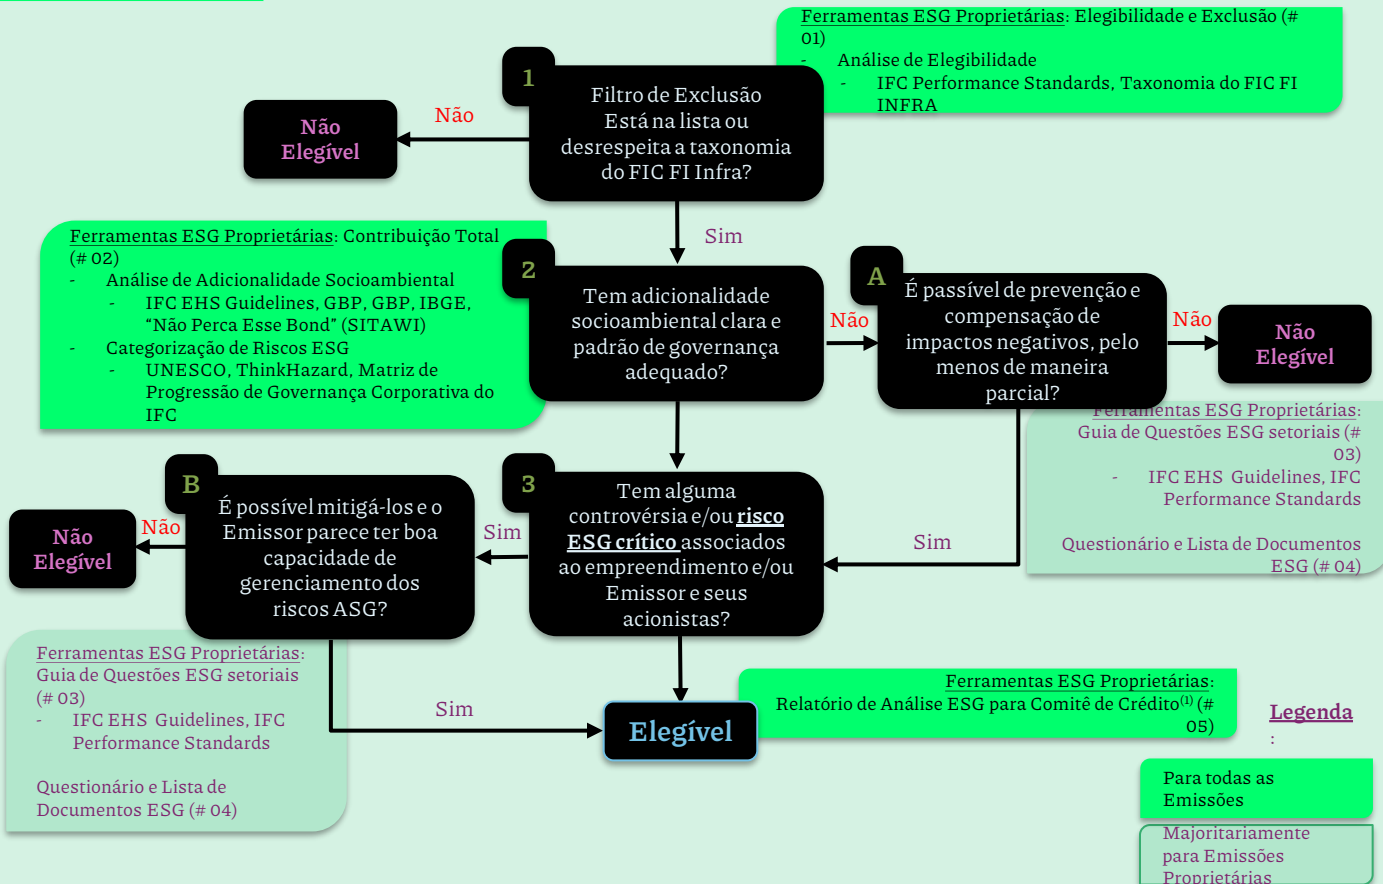 Ferramentas ESG Proprietárias: Elegibilidade e Exclusão (#
01)
- Análise de Elegibilidade
- IFC Performance Standards, Taxonomia do FIC FI
INFRA
1
Filtro de Exclusão
Está na lista ou
desrespeita a taxonomia
do FIC FI Infra?
Não
Não
Elegível
Sim
Ferramentas ESG Proprietárias: Contribuição Total
(# 02)
- Análise de Adicionalidade Socioambiental
- IFC EHS Guidelines, GBP, GBP, IBGE,
“Não Perca Esse Bond” (SITAWI)
- Categorização de Riscos ESG
- UNESCO, ThinkHazard, Matriz de
Progressão de Governança Corporativa do
IFC
2
Tem adicionalidade
socioambiental clara e
padrão de governança
adequado?
Não
A
É passível de prevenção e
compensação de
impactos negativos, pelo
menos de maneira
parcial?
Não
Não
Elegível
Ferramentas ESG Proprietárias:
Guia de Questões ESG setoriais (#
03)
- IFC EHS Guidelines, IFC
Performance Standards
Questionário e Lista de Documentos
ESG (# 04)
Sim
3
Tem alguma
controvérsia e/ou risco
ESG crítico associados
ao empreendimento e/ou
Emissor e seus
acionistas?
Sim
B
É possível mitigá-los e o
Emissor parece ter boa
capacidade de
gerenciamento dos
riscos ASG?
Não
Não
Elegível
Ferramentas ESG Proprietárias:
Guia de Questões ESG setoriais
(# 03)
- IFC EHS Guidelines, IFC
Performance Standards
Questionário e Lista de
Documentos ESG (# 04)
Sim
Elegível
Ferramentas ESG Proprietárias:
Relatório de Análise ESG para Comitê de Crédito(1) (#
05)
Legenda
:
Para todas as
Emissões
Majoritariamente
para Emissões
Proprietárias